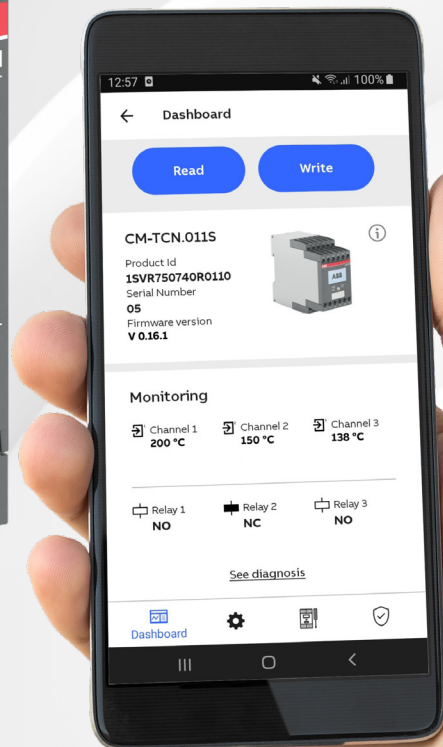 12:57 100%
Dashboard
Read Write
CM-TCN.011S
Product Id
1SVR750740R0110
Serial Number
05
Firmware version
V 0.16.1
ABB
Monitoring
Channel 1 Channel 2 Channel 3
200 °C 150 °C 138 °C
Relay 1 Relay 2 Relay 3
NO NC NO
See diagnosis
Dashboard